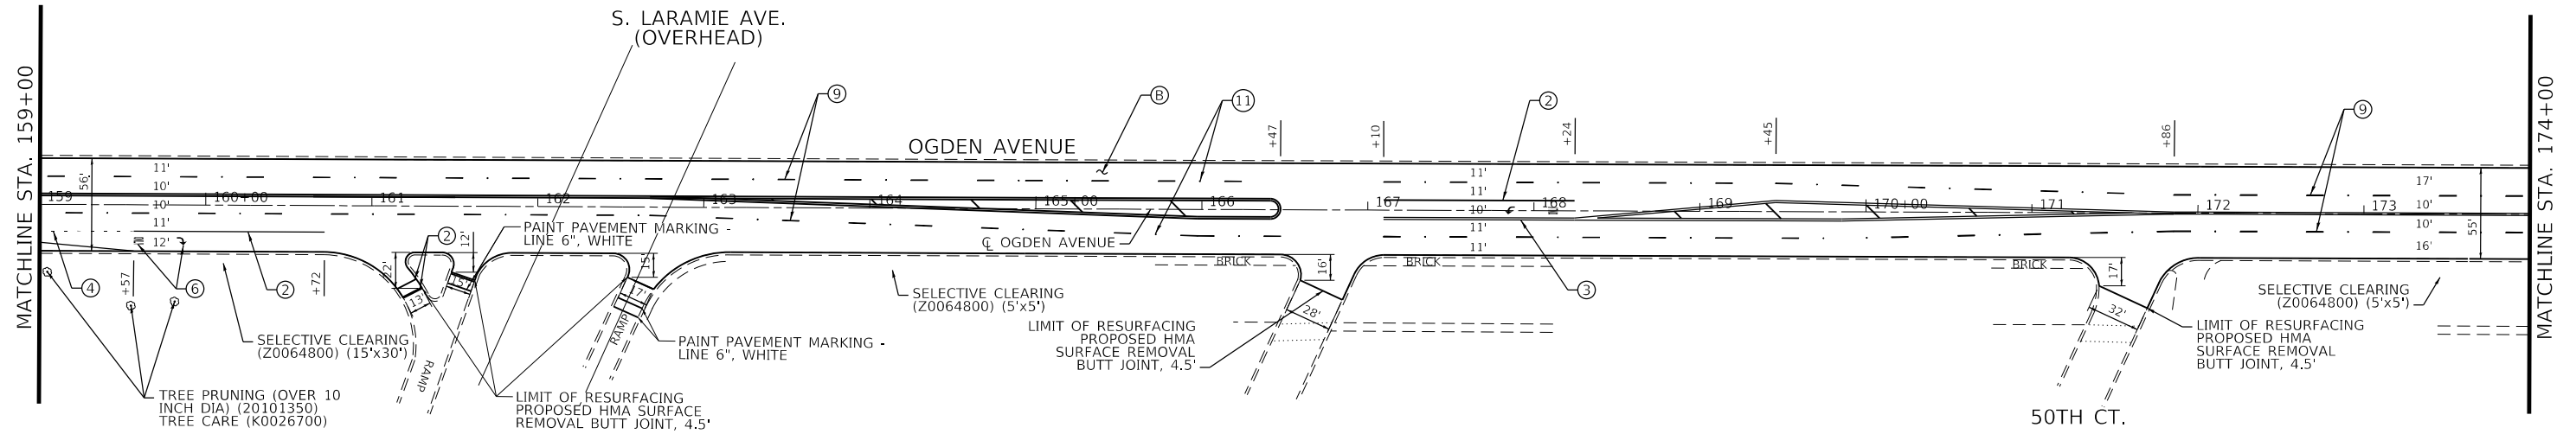 S. LARAMIE AVE.
(OVERHEAD)
MATCHLINE STA. 159+00
MATCHLINE STA. 174+00
OGDEN AVENUE
9
B
11
2
9
+47
+10
+24
+45
+86
11'
10'
10'
11'
12'
56'
11'
11'
10'
11'
11'
17'
10'
10'
16'
55'
159
160+00
161
162
163
164
165+00
166
167
168
169
170+00
171
172
173
℄ OGDEN AVENUE
2
PAINT PAVEMENT MARKING -
LINE 6", WHITE
4
+57
6
2
+72
22'
13'
12'
15'
15'
17'
BRICK
16'
BRICK
3
BRICK
17'
28'
32'
SELECTIVE CLEARING
(Z0064800) (15'x30')
SELECTIVE CLEARING
(Z0064800) (5'x5')
SELECTIVE CLEARING
(Z0064800) (5'x5')
RAMP
RAMP
PAINT PAVEMENT MARKING -
LINE 6", WHITE
LIMIT OF RESURFACING
PROPOSED HMA
SURFACE REMOVAL
BUTT JOINT, 4.5'
LIMIT OF RESURFACING
PROPOSED HMA
SURFACE REMOVAL
BUTT JOINT, 4.5'
TREE PRUNING (OVER 10
INCH DIA) (20101350)
TREE CARE (K0026700)
LIMIT OF RESURFACING
PROPOSED HMA SURFACE
REMOVAL BUTT JOINT, 4.5'
50TH CT.